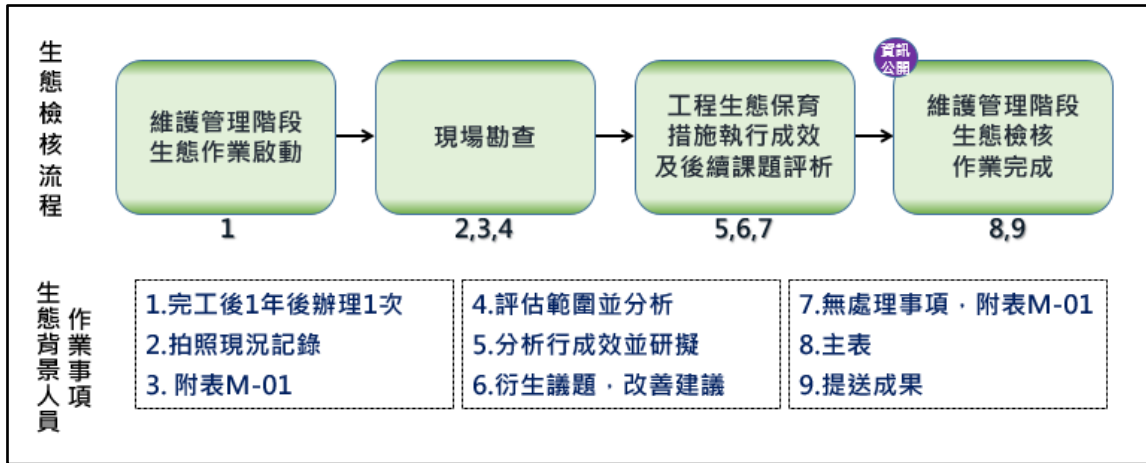 生態檢核流程
維護管理階段
生態作業啟動
1
現場勘查
2,3,4
工程生態保育
措施執行成效
及後續課題評析
5,6,7
資訊
公開
維護管理階段
生態檢核
作業完成
8,9
生態背景人員
作業事項
1.完工後1年後辦理1次
2.拍照現況記錄
3. 附表M-01
4.評估範圍並分析
5.分析行成效並研擬
6.衍生議題，改善建議
7.無處理事項，附表M-01
8.主表
9.提送成果